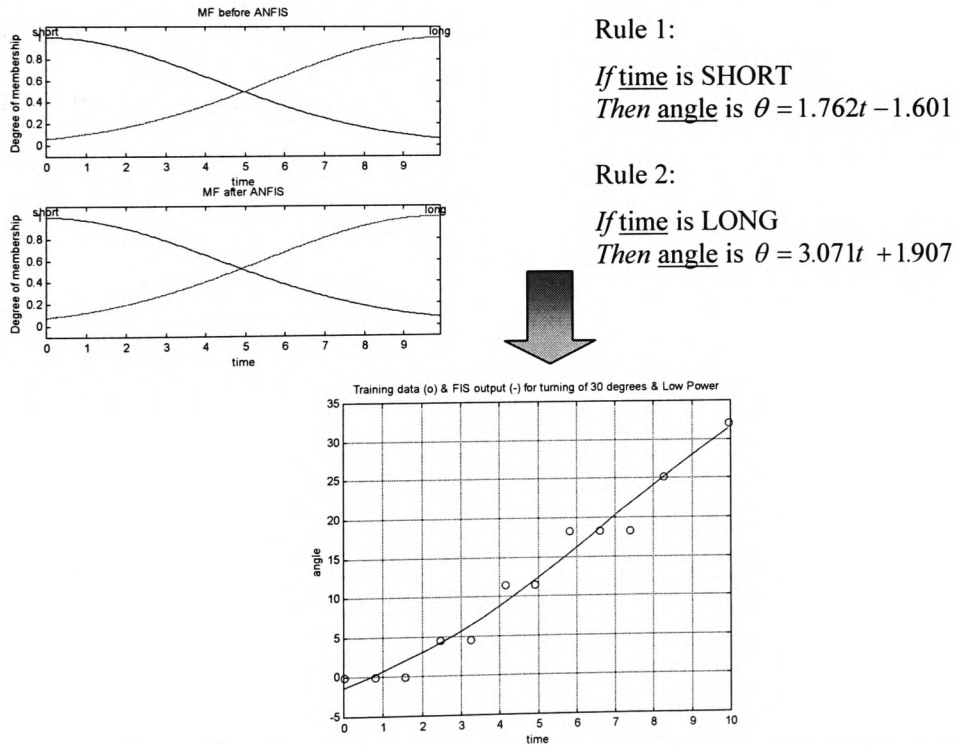 MF before ANFIS
short
long
1
0.8
0.6
0.4
0.2
0
Degree of membership
0 1 2 3 4 5 6 7 8 9
time
MF after ANFIS
short
long
1
0.8
0.6
0.4
0.2
0
Degree of membership
0 1 2 3 4 5 6 7 8 9
time
Rule 1:
If time is SHORT
Then angle is θ = 1.762t − 1.601
Rule 2:
If time is LONG
Then angle is θ = 3.071t + 1.907
Training data (o) & FIS output (-) for turning of 30 degrees & Low Power
35
30
25
20
15
10
5
0
-5
angle
0 1 2 3 4 5 6 7 8 9 10
time